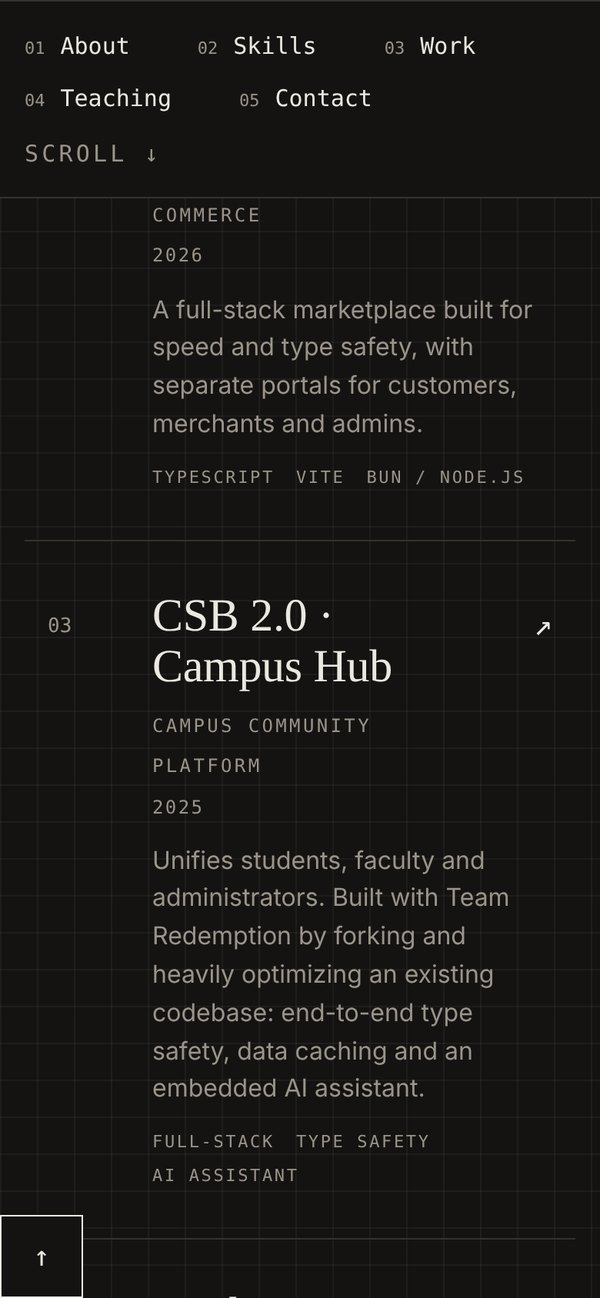 01 About 02 Skills 03 Work
04 Teaching 05 Contact
SCROLL ↓
COMMERCE
2026
A full-stack marketplace built for
speed and type safety, with
separate portals for customers,
merchants and admins.
TYPESCRIPT VITE BUN / NODE.JS
03 CSB 2.0 · ↗
Campus Hub
CAMPUS COMMUNITY
PLATFORM
2025
Unifies students, faculty and
administrators. Built with Team
Redemption by forking and
heavily optimizing an existing
codebase: end-to-end type
safety, data caching and an
embedded AI assistant.
FULL-STACK TYPE SAFETY
AI ASSISTANT
↑